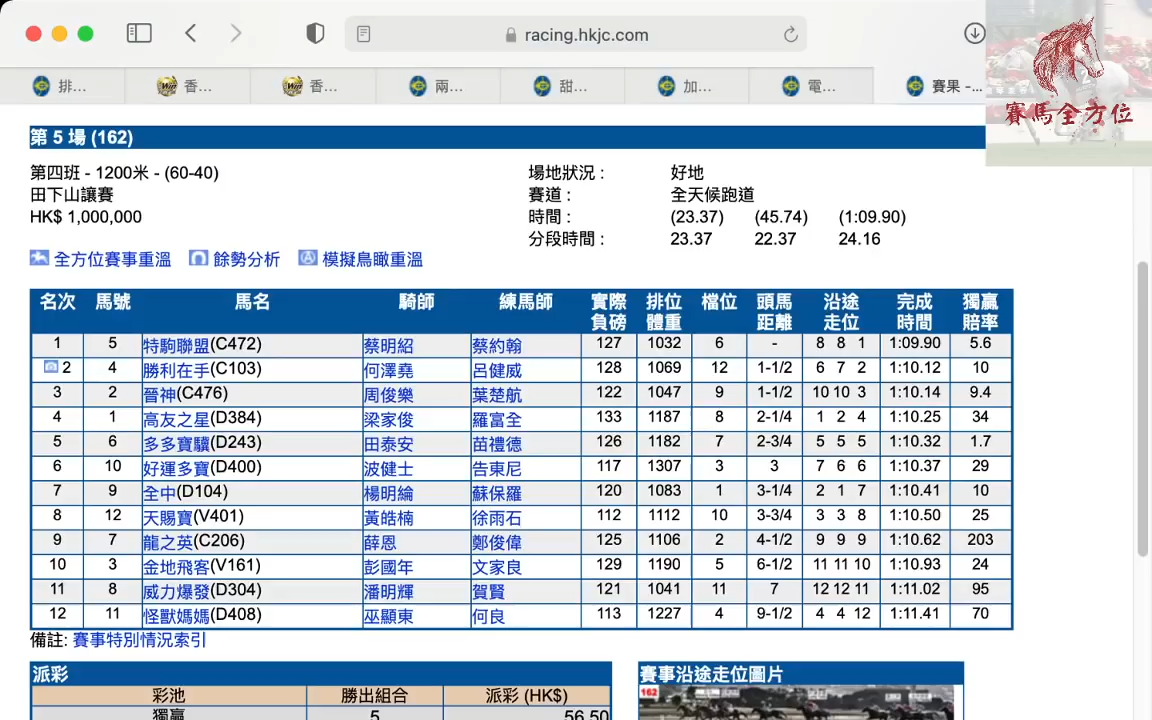 racing.hkjc.com
排...
香...
香...
兩...
甜...
加...
電...
賽果 -...
賽馬全方位
第 5 場 (162)
第四班 - 1200米 - (60-40) 場地狀況 : 好地
田下山讓賽 賽道 : 全天候跑道
HK$ 1,000,000 時間 : (23.37) (45.74) (1:09.90)
分段時間 : 23.37 22.37 24.16
全方位賽事重溫 餘勢分析 模擬鳥瞰重溫
名次 馬號 馬名 騎師 練馬師 實際負磅 排位體重 檔位 頭馬距離 沿途走位 完成時間 獨贏賠率
1 5 特駒聯盟(C472) 蔡明紹 蔡約翰 127 1032 6 - 8 8 1 1:09.90 5.6
2 4 勝利在手(C103) 何澤堯 呂健威 128 1069 12 1-1/2 6 7 2 1:10.12 10
3 2 晉神(C476) 周俊樂 葉楚航 122 1047 9 1-1/2 10 10 3 1:10.14 9.4
4 1 高友之星(D384) 梁家俊 羅富全 133 1187 8 2-1/4 1 2 4 1:10.25 34
5 6 多多寶驥(D243) 田泰安 苗禮德 126 1182 7 2-3/4 5 5 5 1:10.32 1.7
6 10 好運多寶(D400) 波健士 告東尼 117 1307 3 3 7 6 6 1:10.37 29
7 9 全中(D104) 楊明綸 蘇保羅 120 1083 1 3-1/4 2 1 7 1:10.41 10
8 12 天賜寶(V401) 黃皓楠 徐雨石 112 1112 10 3-3/4 3 3 8 1:10.50 25
9 7 龍之英(C206) 薛恩 鄭俊偉 125 1106 2 4-1/2 9 9 9 1:10.62 203
10 3 金地飛客(V161) 彭國年 文家良 129 1190 5 6-1/2 11 11 10 1:10.93 24
11 8 威力爆發(D304) 潘明輝 賀賢 121 1041 11 7 12 12 11 1:11.02 95
12 11 怪獸媽媽(D408) 巫顯東 何良 113 1227 4 9-1/2 4 4 12 1:11.41 70
備註: 賽事特別情況索引
派彩 賽事沿途走位圖片
彩池 勝出組合 派彩 (HK$) 162
獨贏 5 56.50